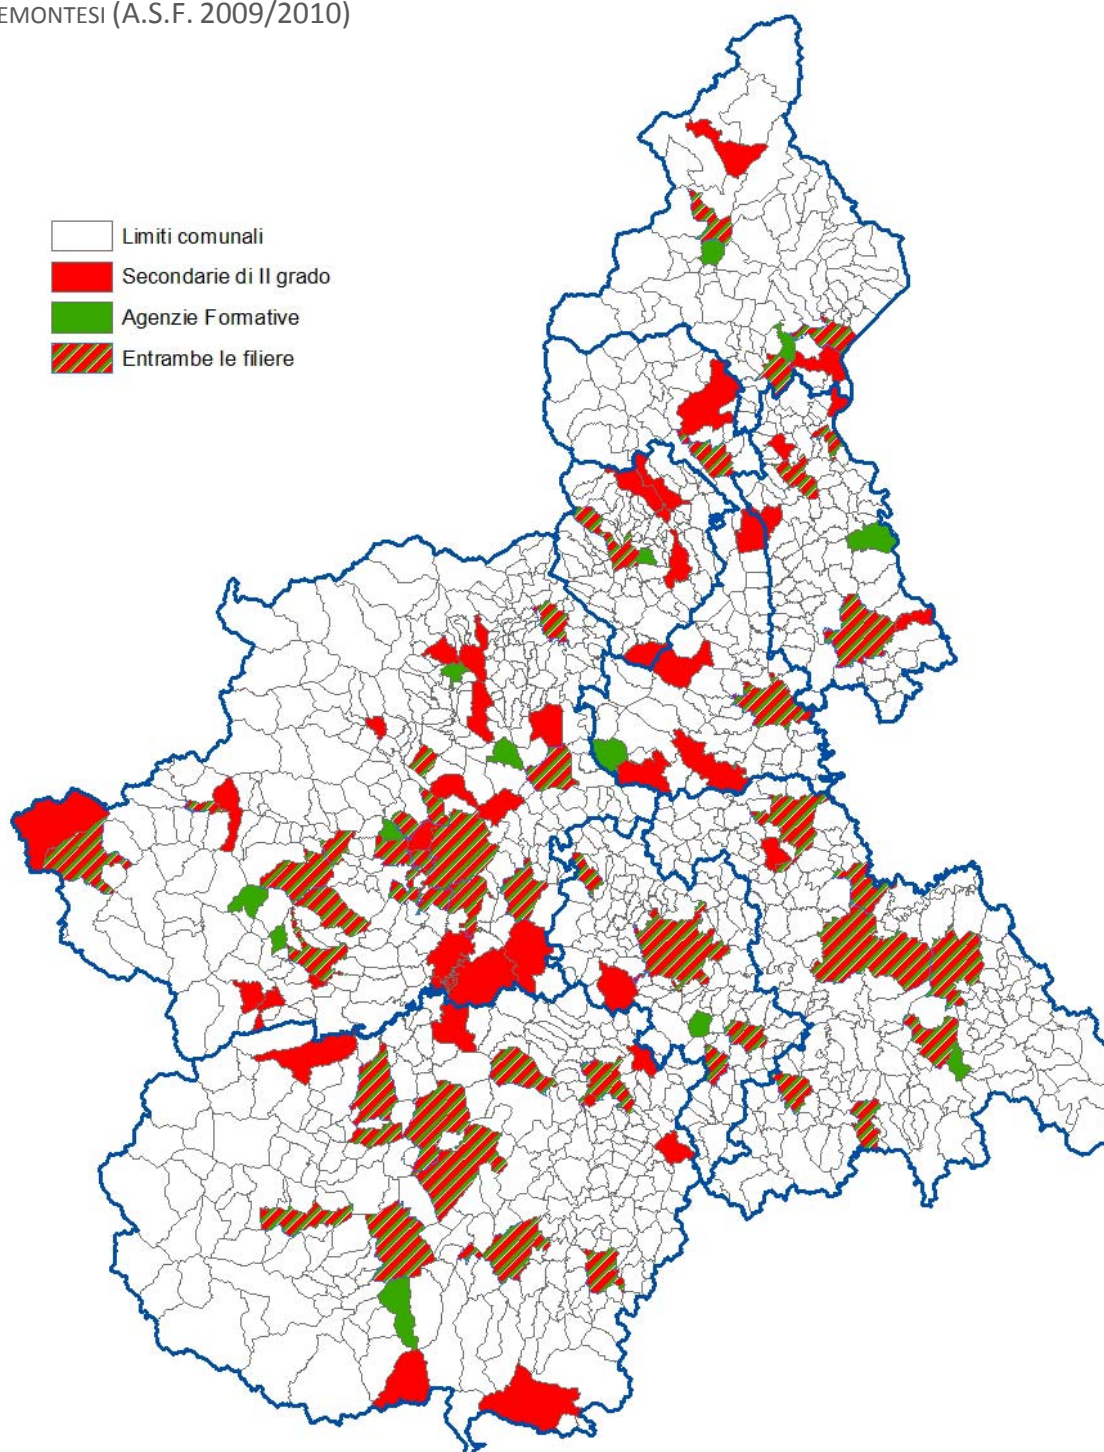 EMONTESI (A.S.F. 2009/2010)
Limiti comunali
Secondarie di II grado
Agenzie Formative
Entrambe le filiere